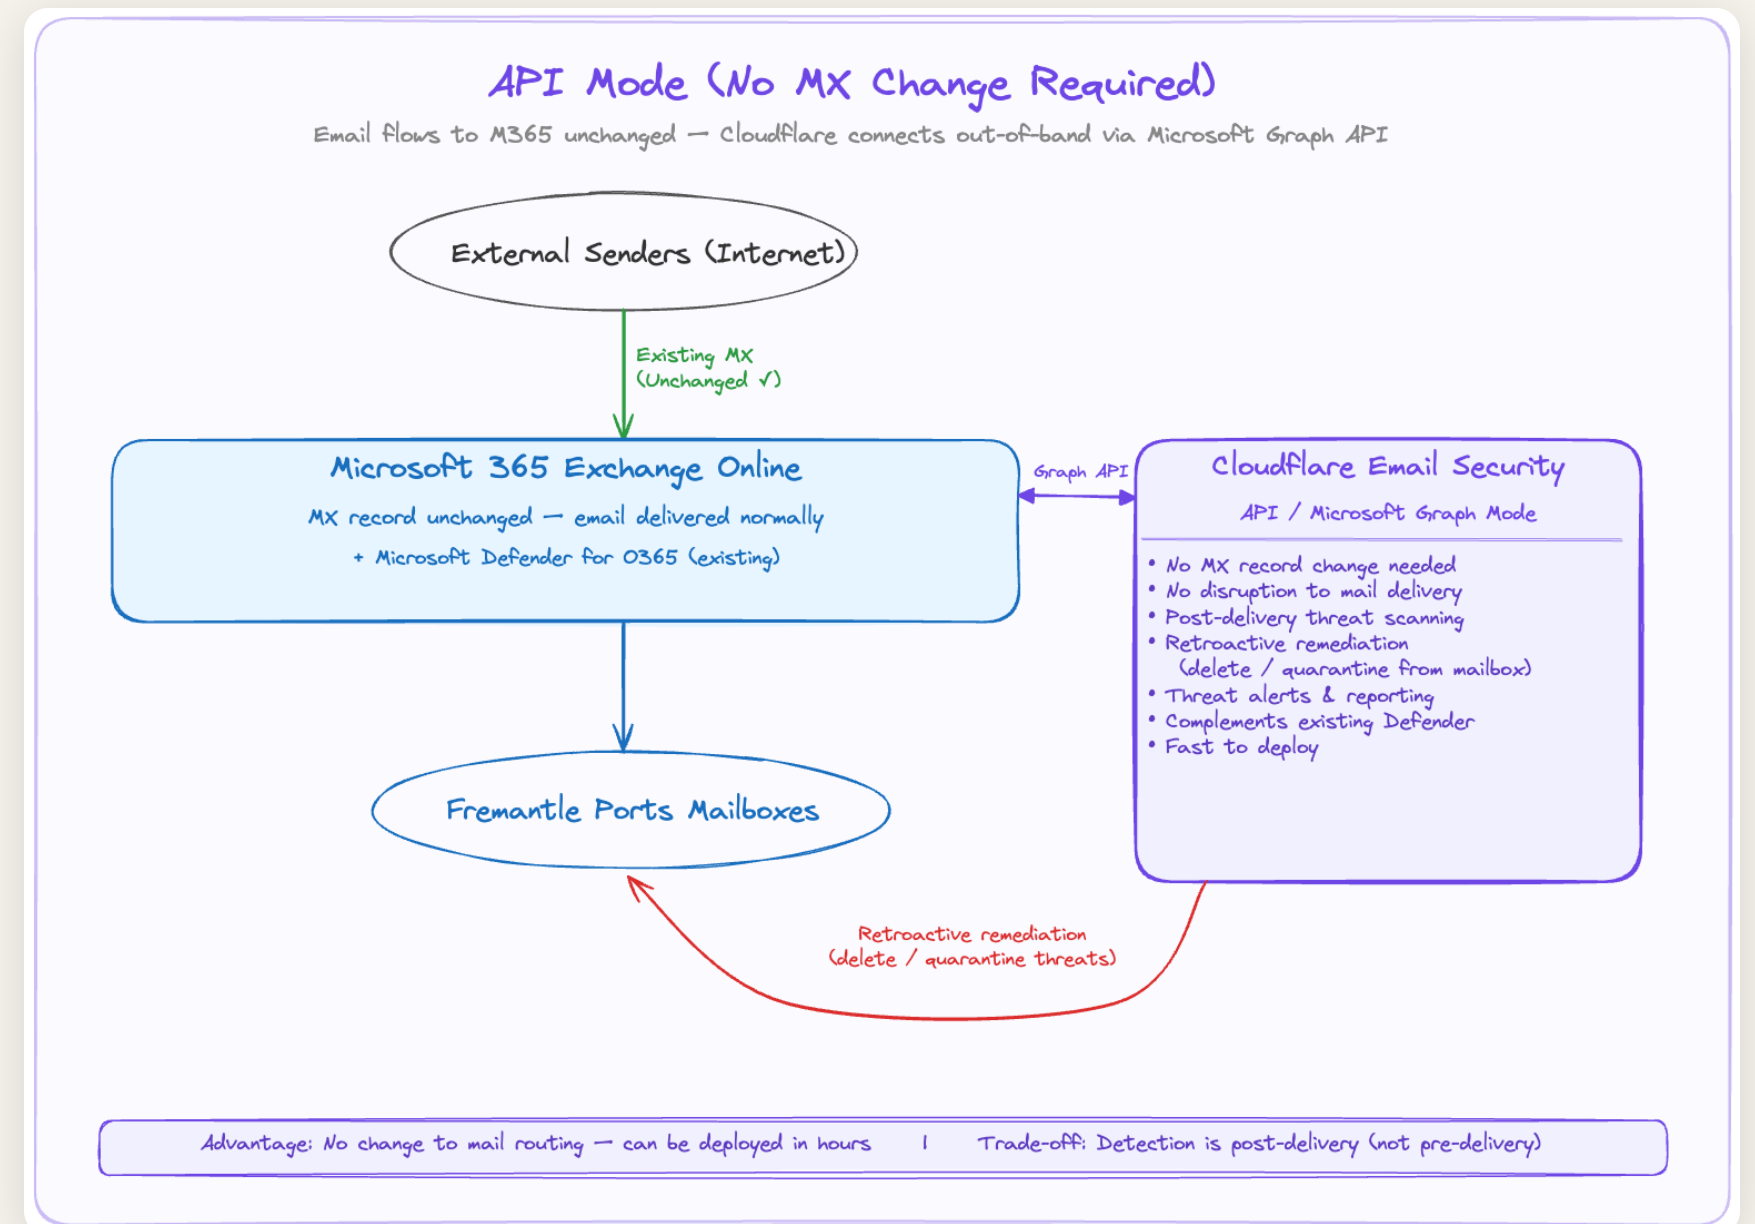 API Mode (No MX Change Required)
Email flows to M365 unchanged — Cloudflare connects out-of-band via Microsoft Graph API
External Senders (Internet)
Existing MX
(Unchanged ✓)
Microsoft 365 Exchange Online
MX record unchanged — email delivered normally
+ Microsoft Defender for O365 (existing)
Graph API
Cloudflare Email Security
API / Microsoft Graph Mode
• No MX record change needed
• No disruption to mail delivery
• Post-delivery threat scanning
• Retroactive remediation
(delete / quarantine from mailbox)
• Threat alerts & reporting
• Complements existing Defender
• Fast to deploy
Fremantle Ports Mailboxes
Retroactive remediation
(delete / quarantine threats)
Advantage: No change to mail routing — can be deployed in hours | Trade-off: Detection is post-delivery (not pre-delivery)